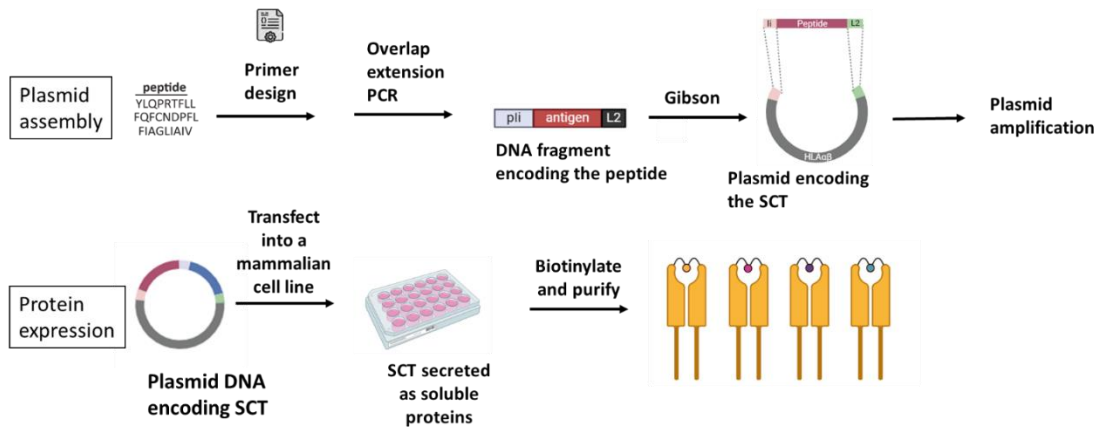 Plasmid
assembly
peptide
YLQPRTFLL
FQFCNDPFL
FIAGLIAIV
Primer
design
Overlap
extension
PCR
pIi
antigen
L2
DNA fragment
encoding the peptide
Gibson
Ii
Peptide
L2
HLAαβ
Plasmid encoding
the SCT
Plasmid
amplification
Protein
expression
Plasmid DNA
encoding SCT
Transfect
into a
mammalian
cell line
SCT secreted
as soluble
proteins
Biotinylate
and purify